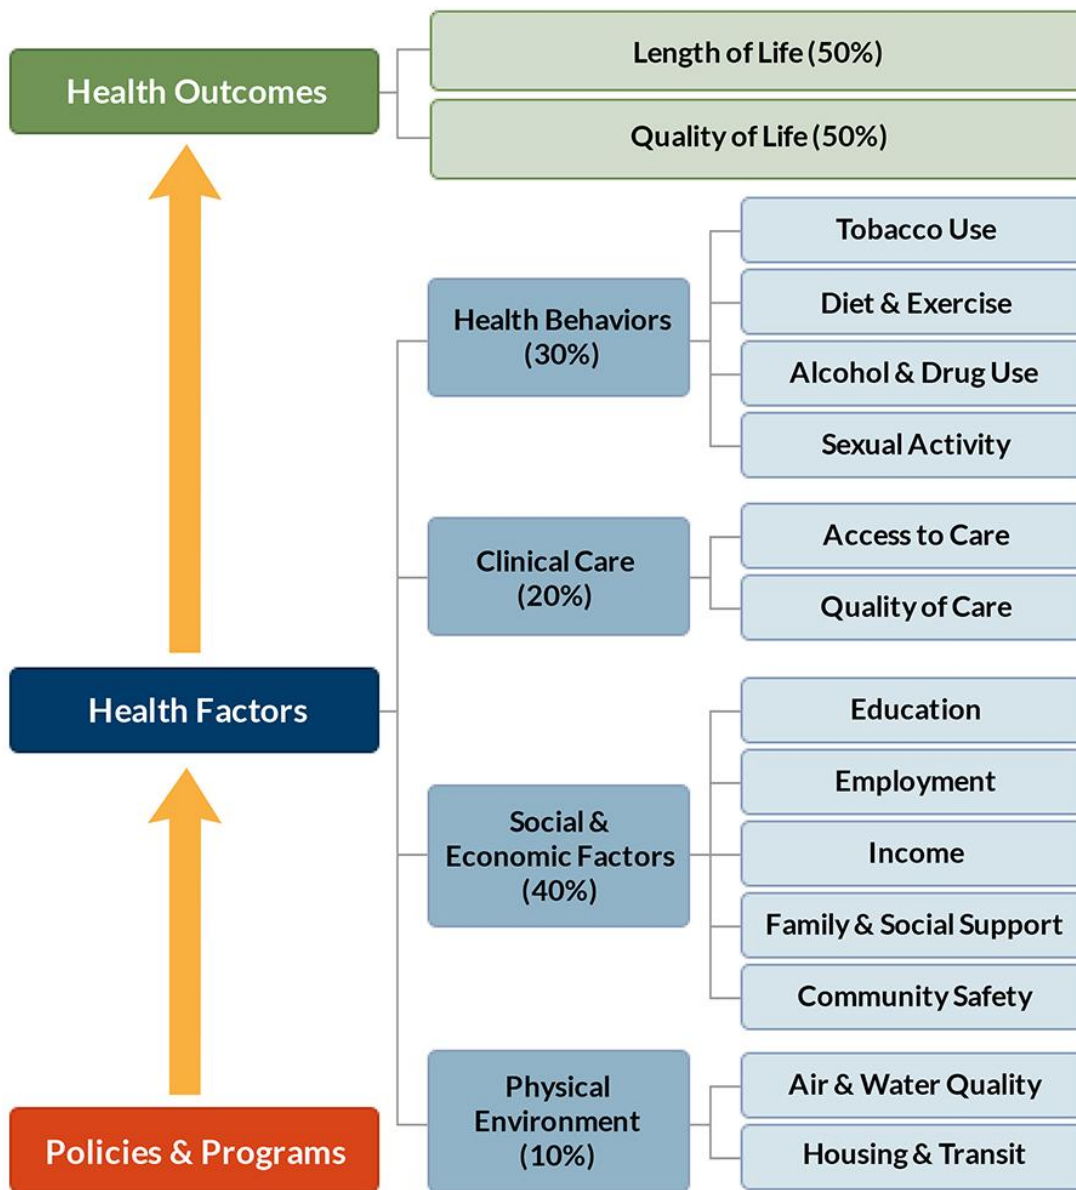 Health Outcomes
Length of Life (50%)
Quality of Life (50%)
Health Factors
Health Behaviors
(30%)
Tobacco Use
Diet & Exercise
Alcohol & Drug Use
Sexual Activity
Clinical Care
(20%)
Access to Care
Quality of Care
Social &
Economic Factors
(40%)
Education
Employment
Income
Family & Social Support
Community Safety
Physical
Environment
(10%)
Air & Water Quality
Housing & Transit
Policies & Programs